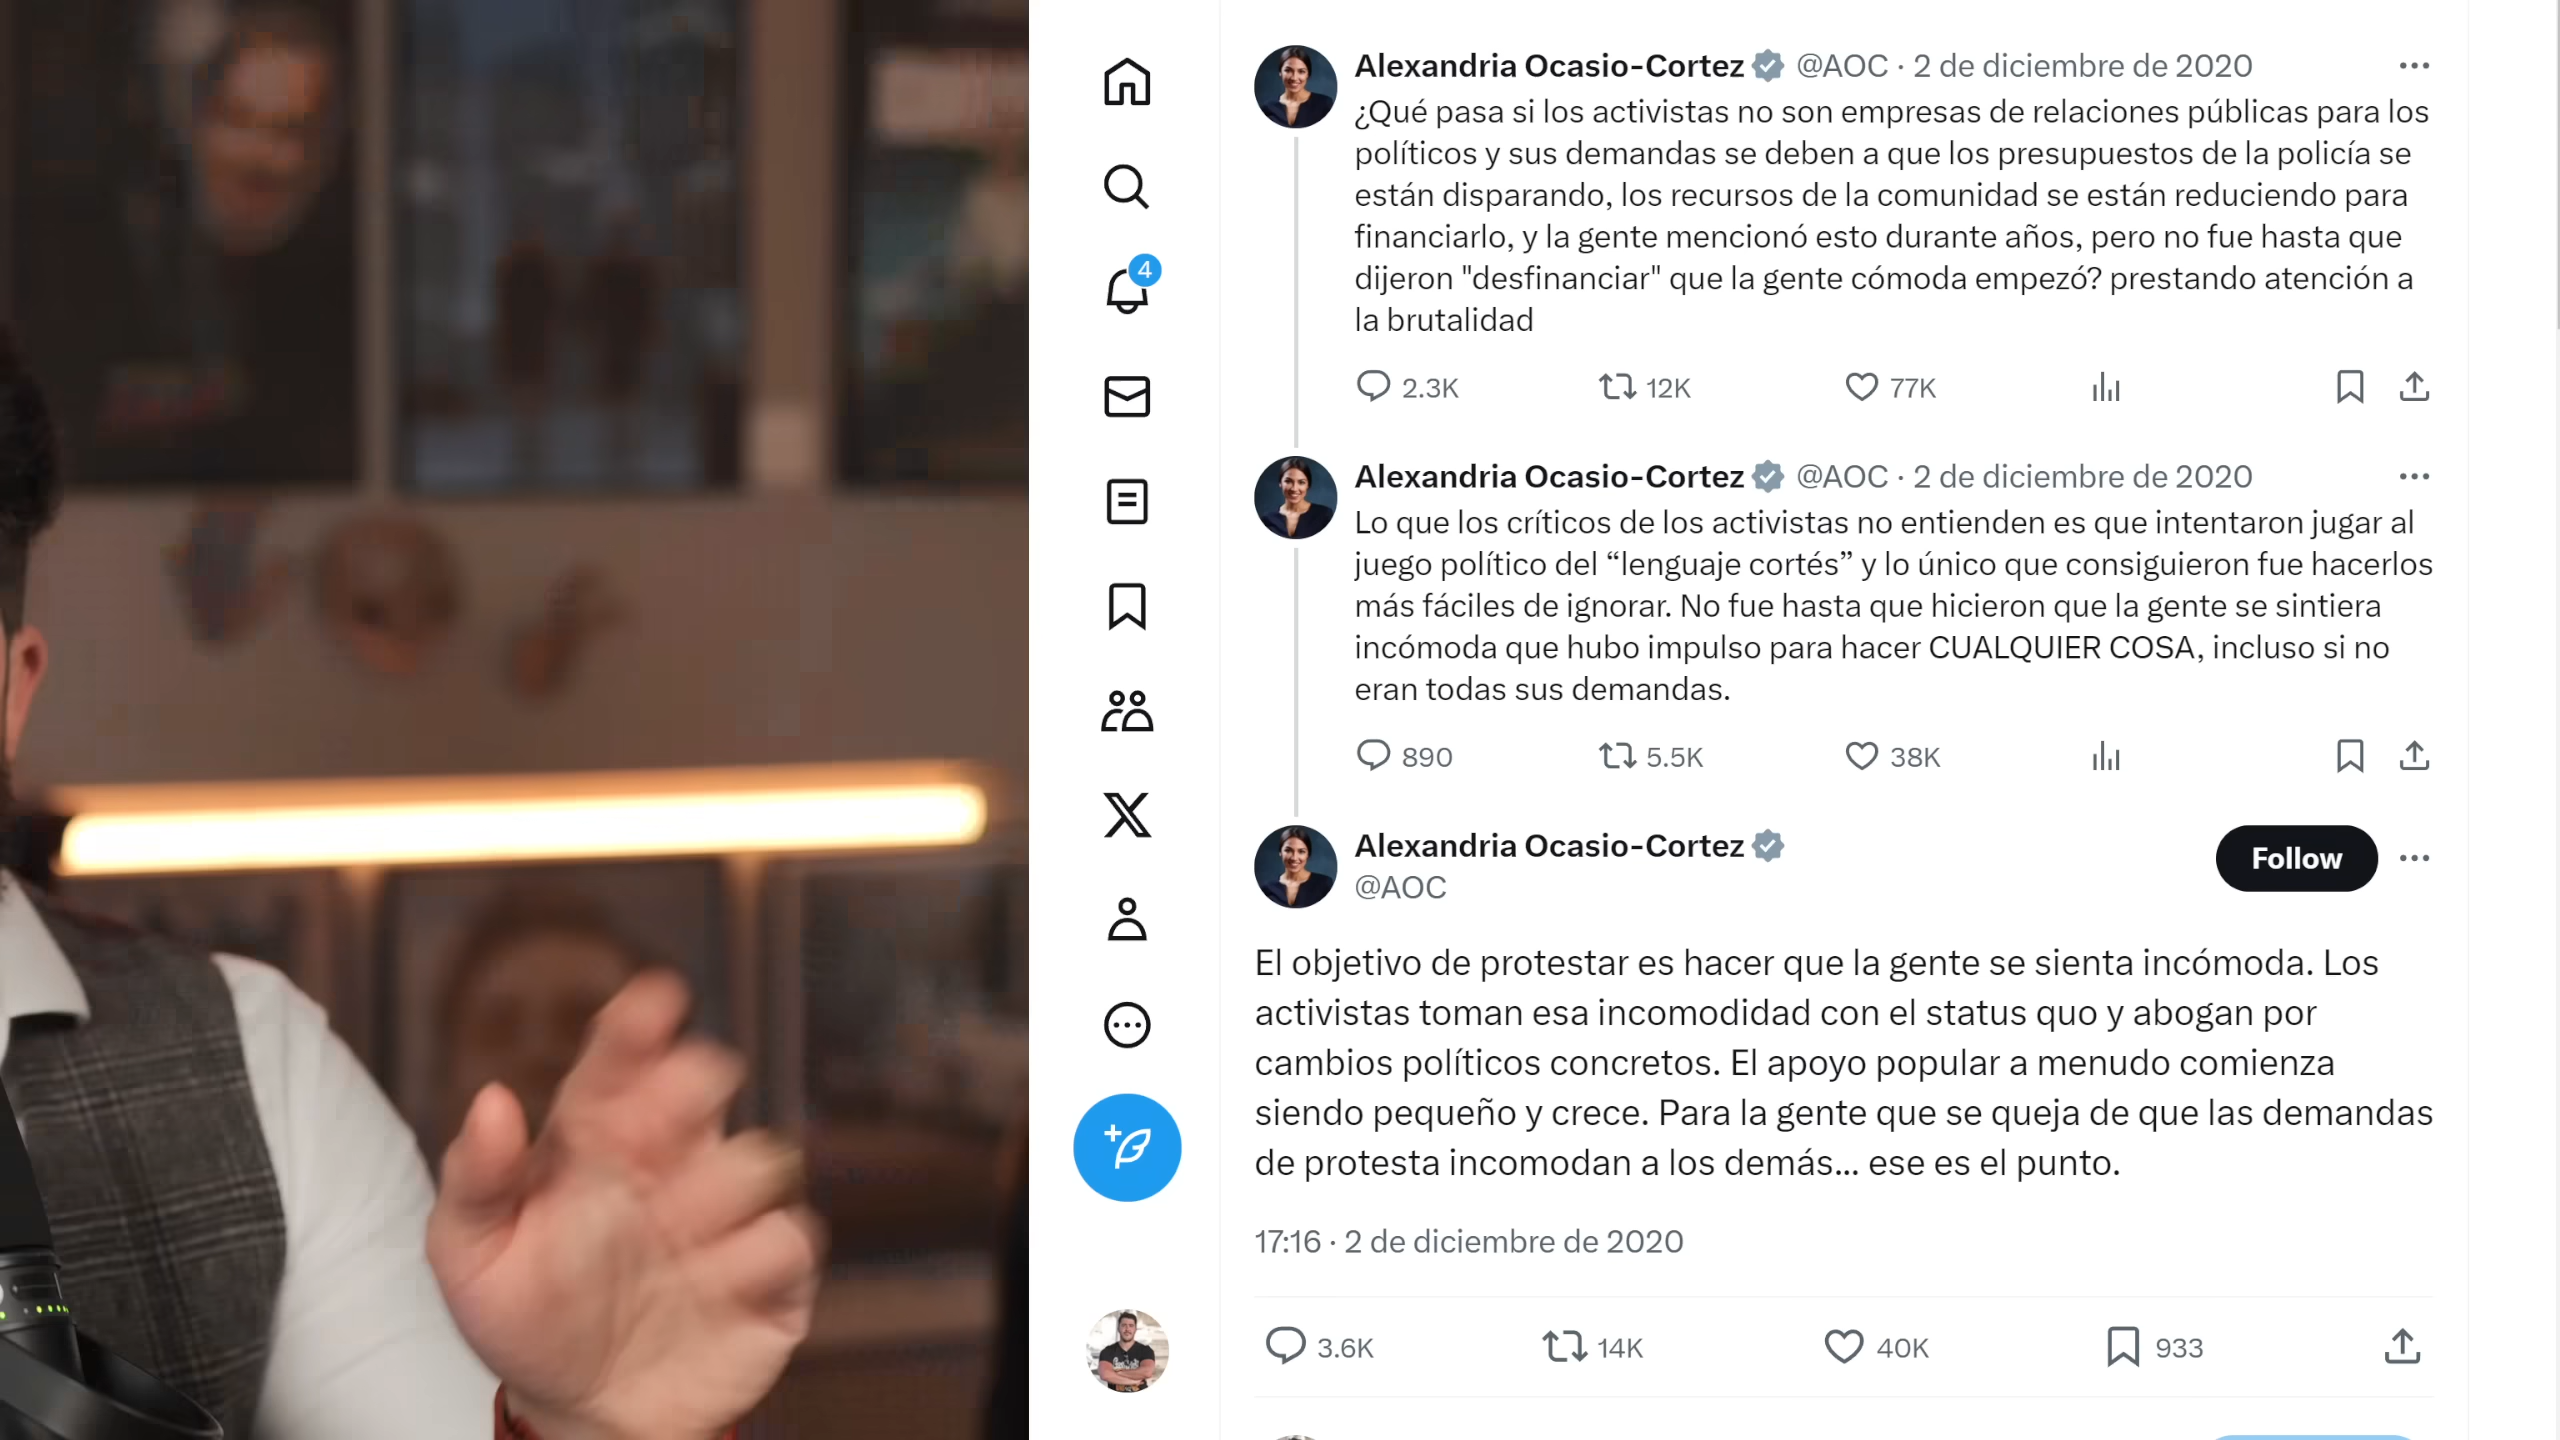 4
Alexandria Ocasio-Cortez @AOC · 2 de diciembre de 2020
¿Qué pasa si los activistas no son empresas de relaciones públicas para los
políticos y sus demandas se deben a que los presupuestos de la policía se
están disparando, los recursos de la comunidad se están reduciendo para
financiarlo, y la gente mencionó esto durante años, pero no fue hasta que
dijeron "desfinanciar" que la gente cómoda empezó? prestando atención a
la brutalidad
2.3K 12K 77K
Alexandria Ocasio-Cortez @AOC · 2 de diciembre de 2020
Lo que los críticos de los activistas no entienden es que intentaron jugar al
juego político del “lenguaje cortés” y lo único que consiguieron fue hacerlos
más fáciles de ignorar. No fue hasta que hicieron que la gente se sintiera
incómoda que hubo impulso para hacer CUALQUIER COSA, incluso si no
eran todas sus demandas.
890 5.5K 38K
Alexandria Ocasio-Cortez
@AOC
Follow
El objetivo de protestar es hacer que la gente se sienta incómoda. Los
activistas toman esa incomodidad con el status quo y abogan por
cambios políticos concretos. El apoyo popular a menudo comienza
siendo pequeño y crece. Para la gente que se queja de que las demandas
de protesta incomodan a los demás... ese es el punto.
17:16 · 2 de diciembre de 2020
3.6K 14K 40K 933